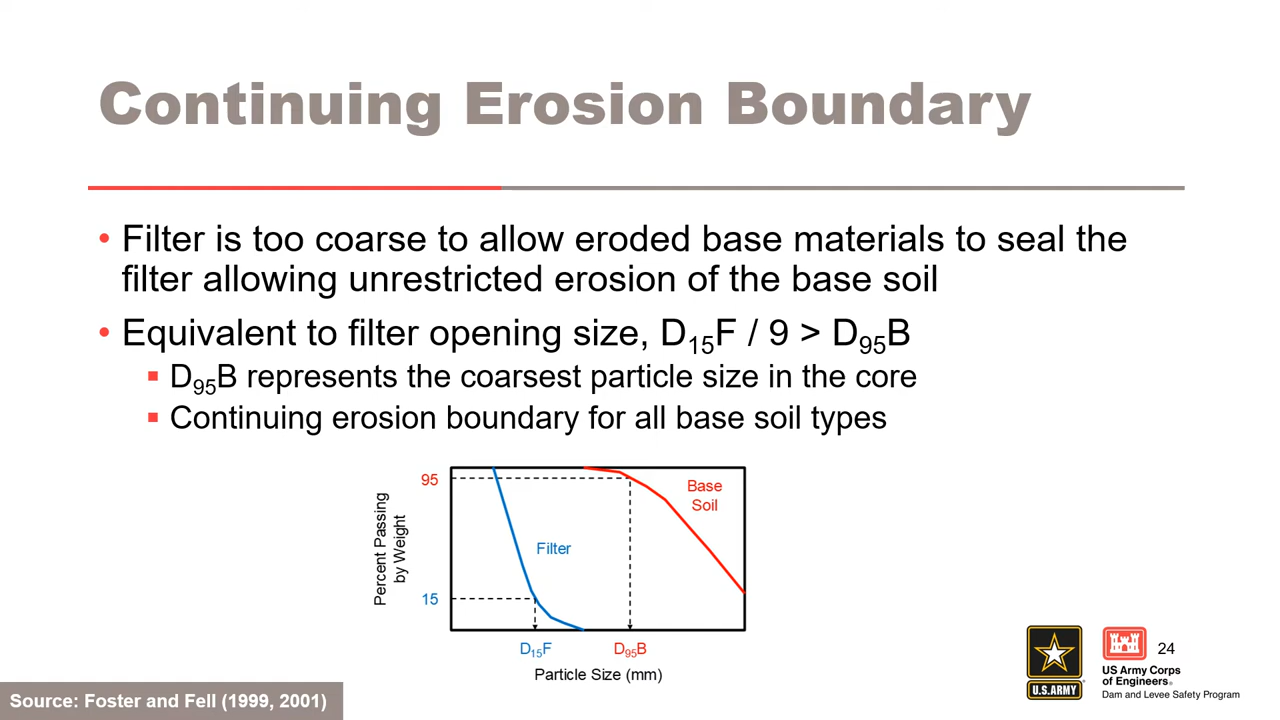 Continuing Erosion Boundary
• Filter is too coarse to allow eroded base materials to seal the
filter allowing unrestricted erosion of the base soil
• Equivalent to filter opening size, D₁₅F / 9 > D₉₅B
▪ D₉₅B represents the coarsest particle size in the core
▪ Continuing erosion boundary for all base soil types
Percent Passing
by Weight
95
15
Filter
Base
Soil
D₁₅F
D₉₅B
Particle Size (mm)
Source: Foster and Fell (1999, 2001)
U.S.ARMY
US Army Corps
of Engineers®
Dam and Levee Safety Program
24